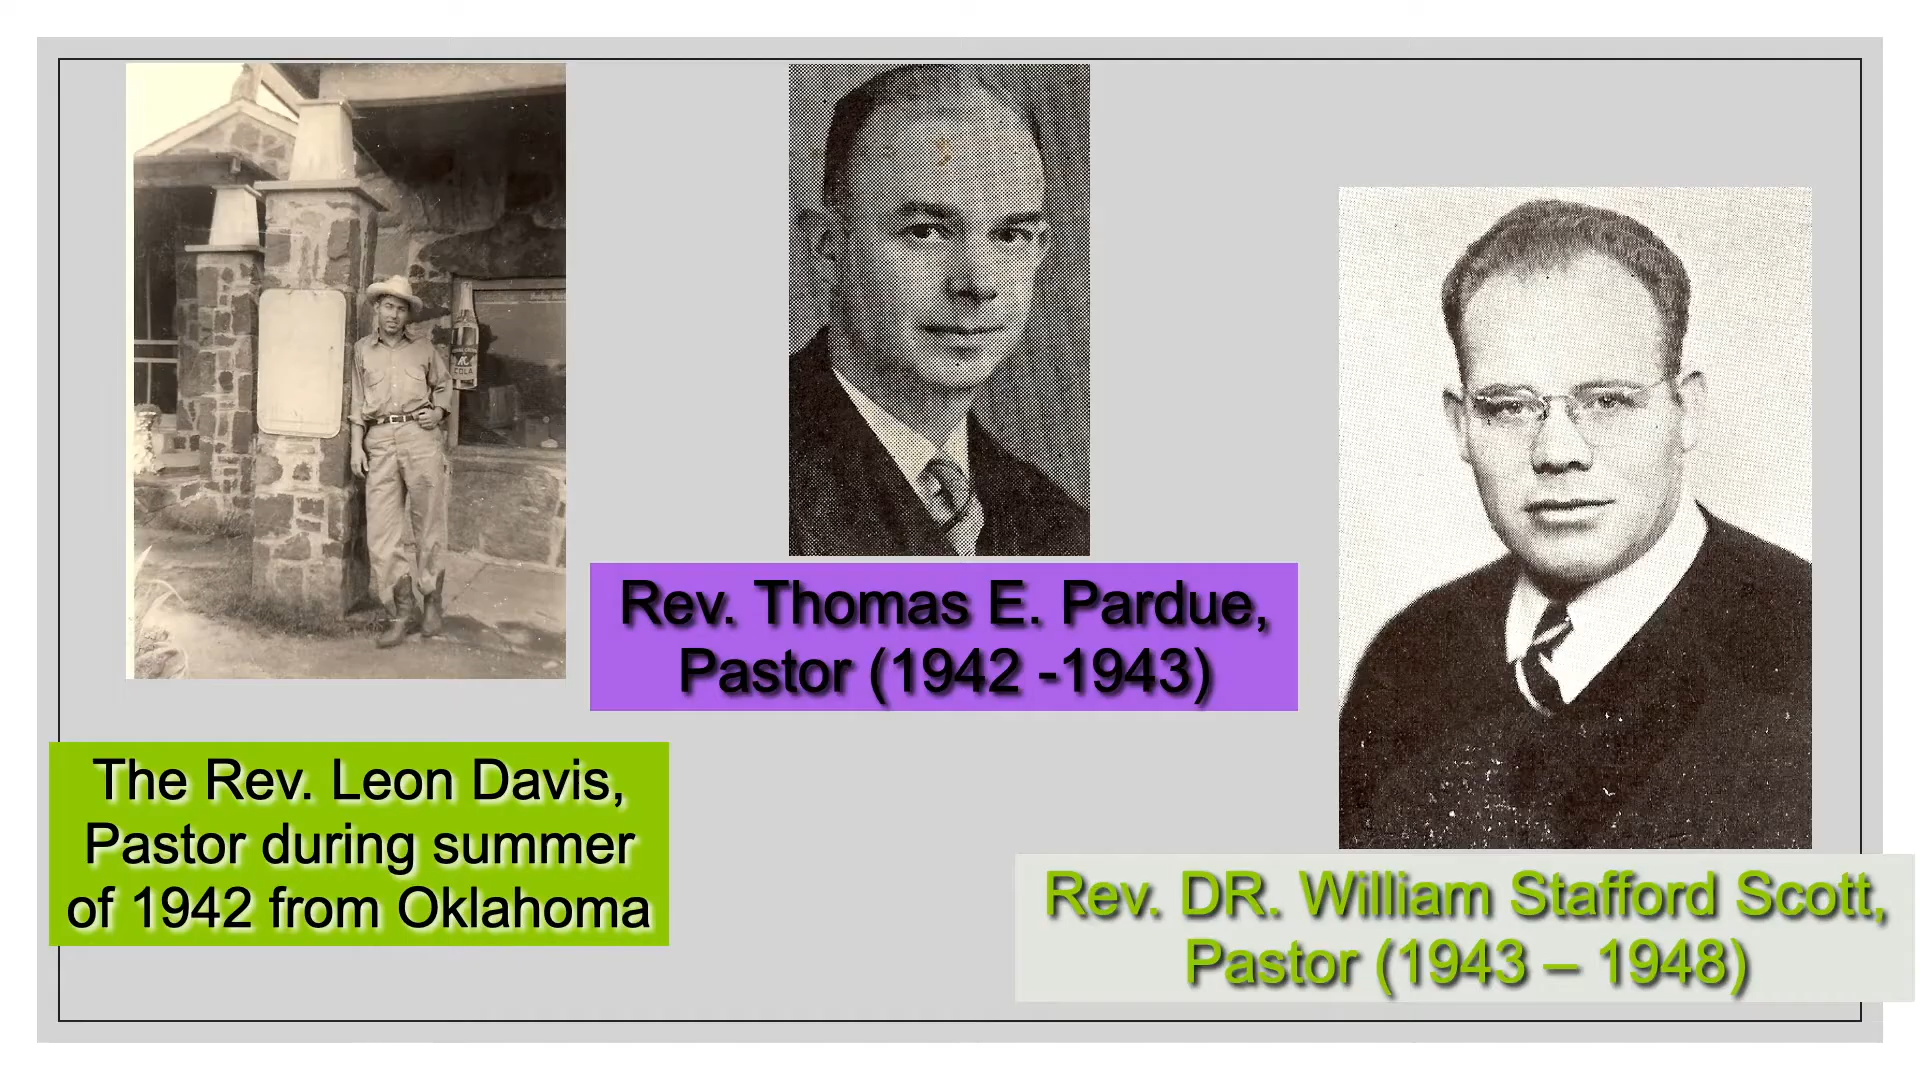 The Rev. Leon Davis,
Pastor during summer
of 1942 from Oklahoma
Rev. Thomas E. Pardue,
Pastor (1942 -1943)
Rev. DR. William Stafford Scott,
Pastor (1943 – 1948)
COLA